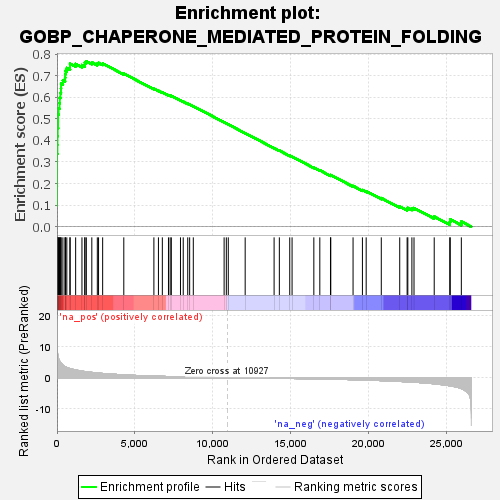 Enrichment plot:
GOBP_CHAPERONE_MEDIATED_PROTEIN_FOLDING
Enrichment score (ES)
0.8
0.7
0.6
0.5
0.4
0.3
0.2
0.1
0.0
'na_pos' (positively correlated)
Ranked list metric (PreRanked)
20
10
0
-10
Zero cross at 10927
'na_neg' (negatively correlated)
0
5,000
10,000
15,000
20,000
25,000
Rank in Ordered Dataset
Enrichment profile
Hits
Ranking metric scores